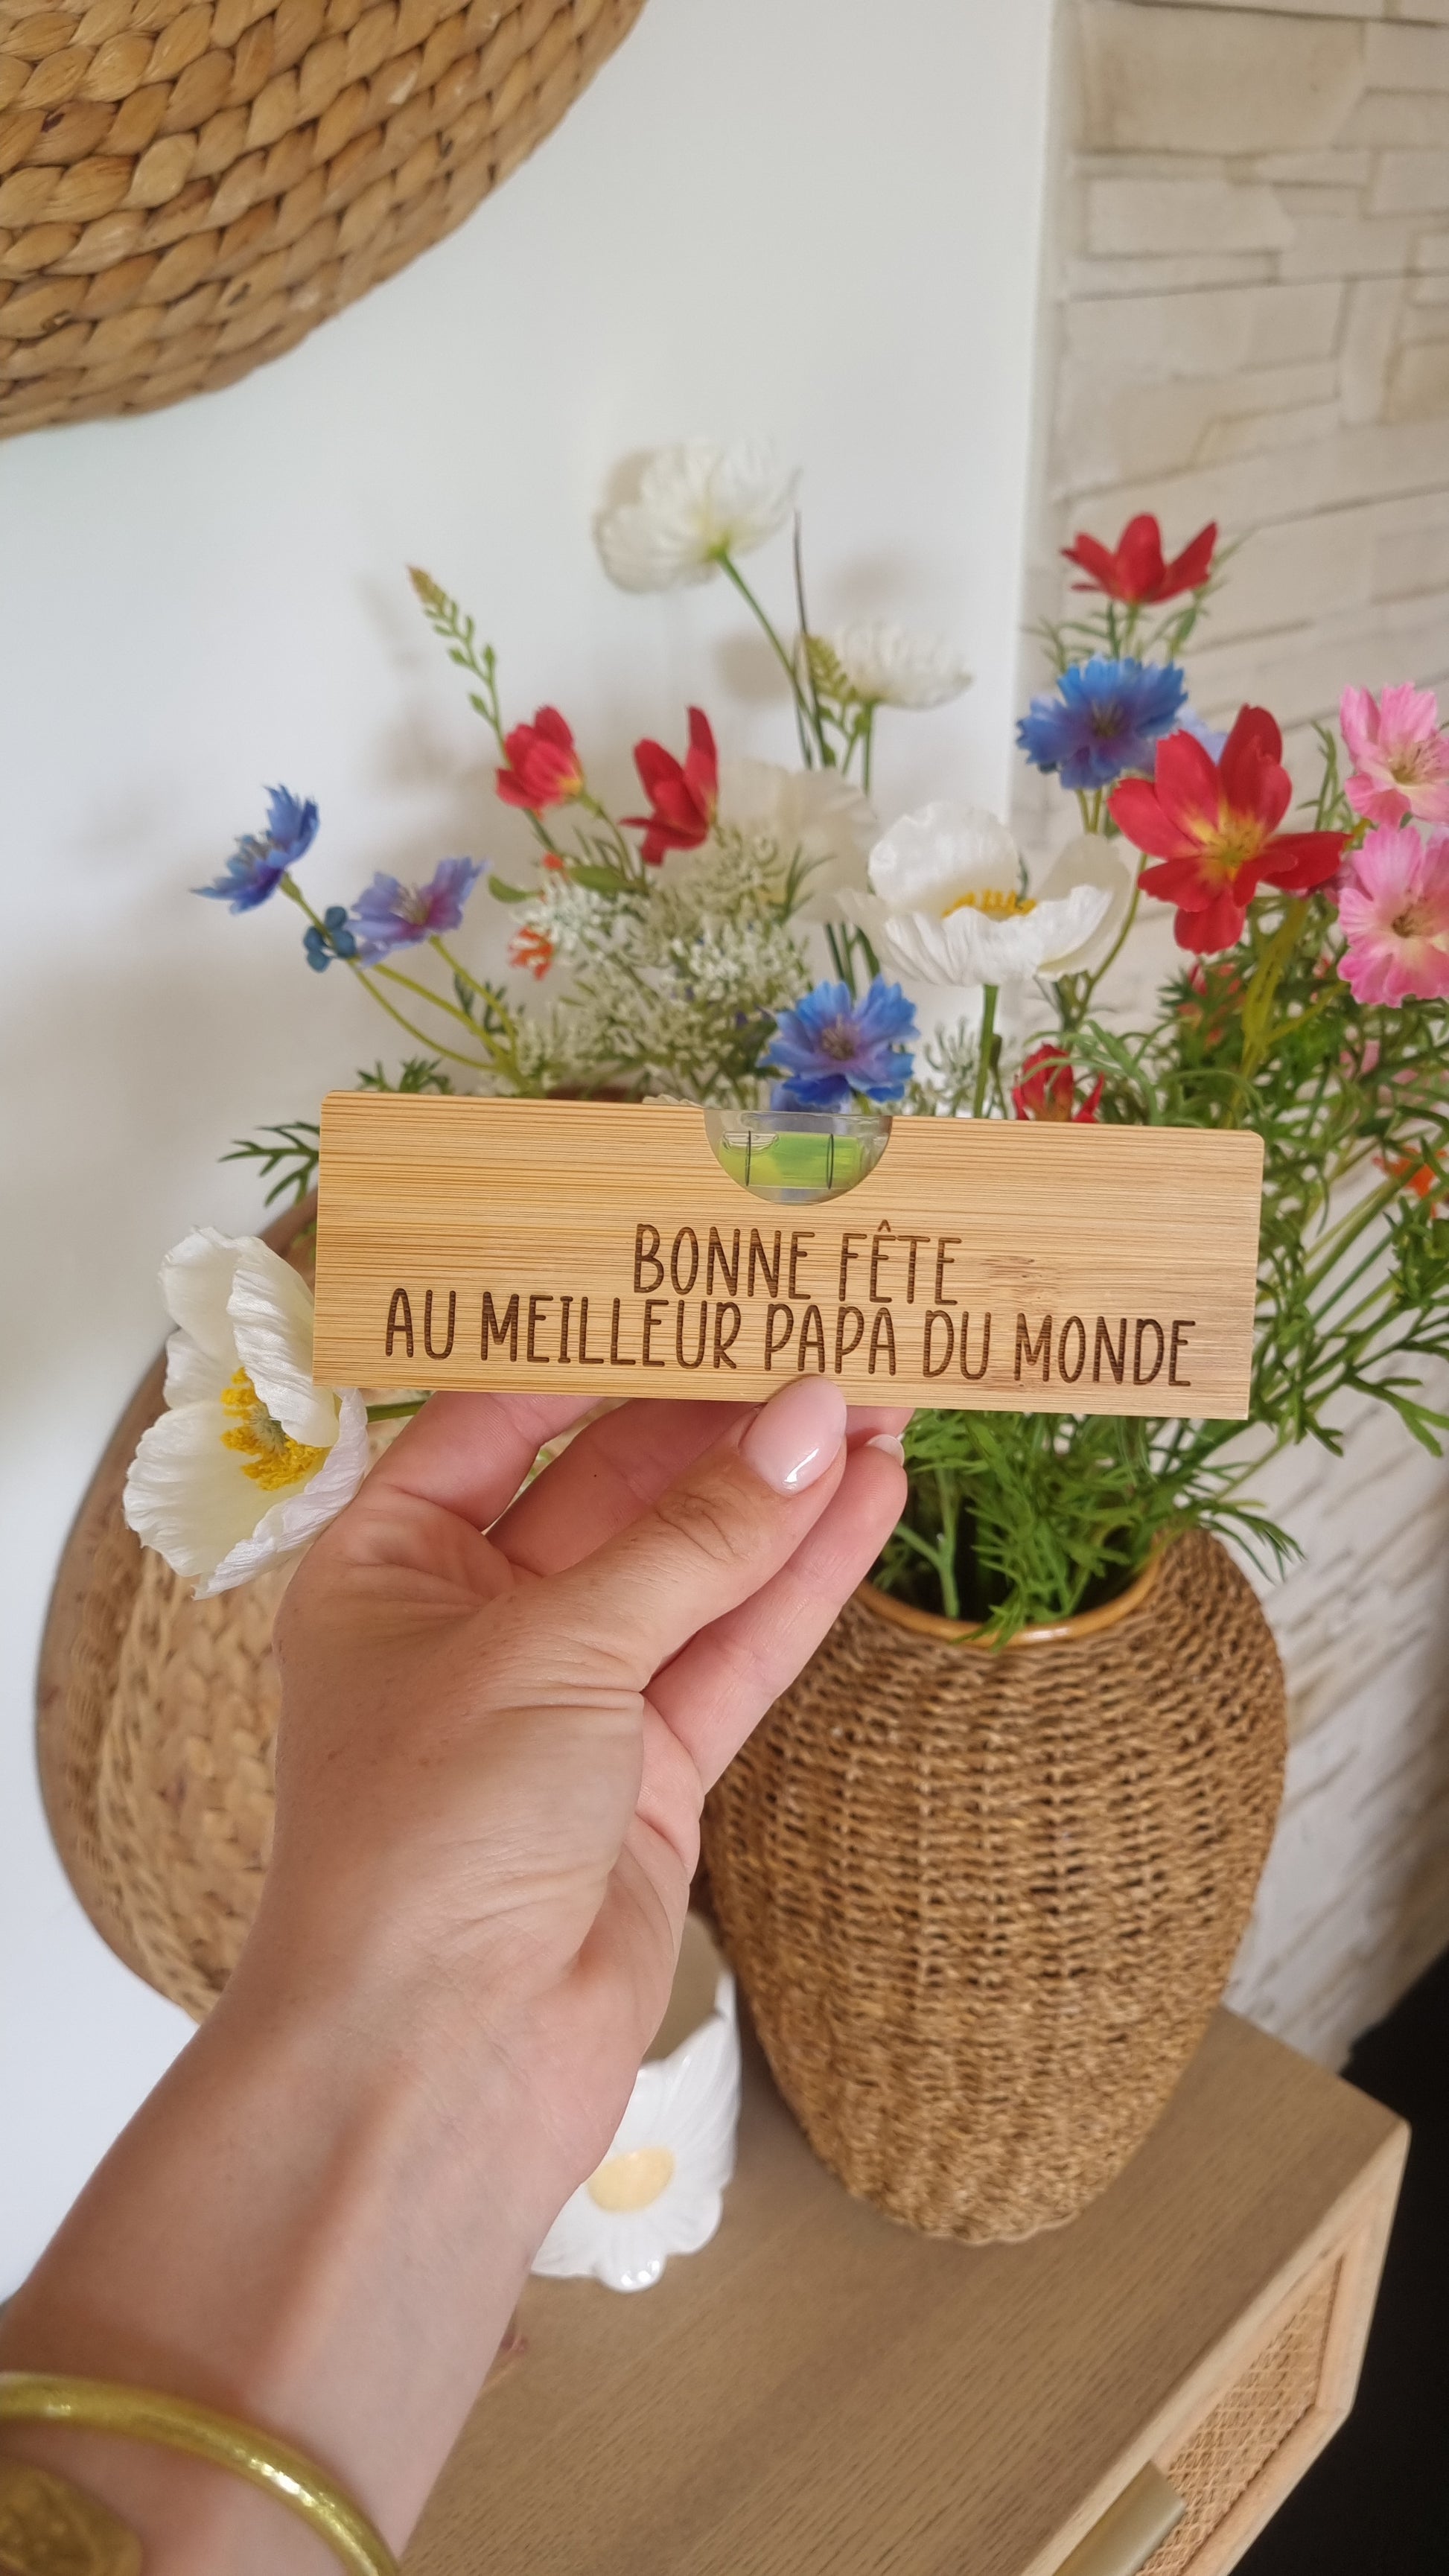 BONNE FÊTE
AU MEILLEUR PAPA DU MONDE